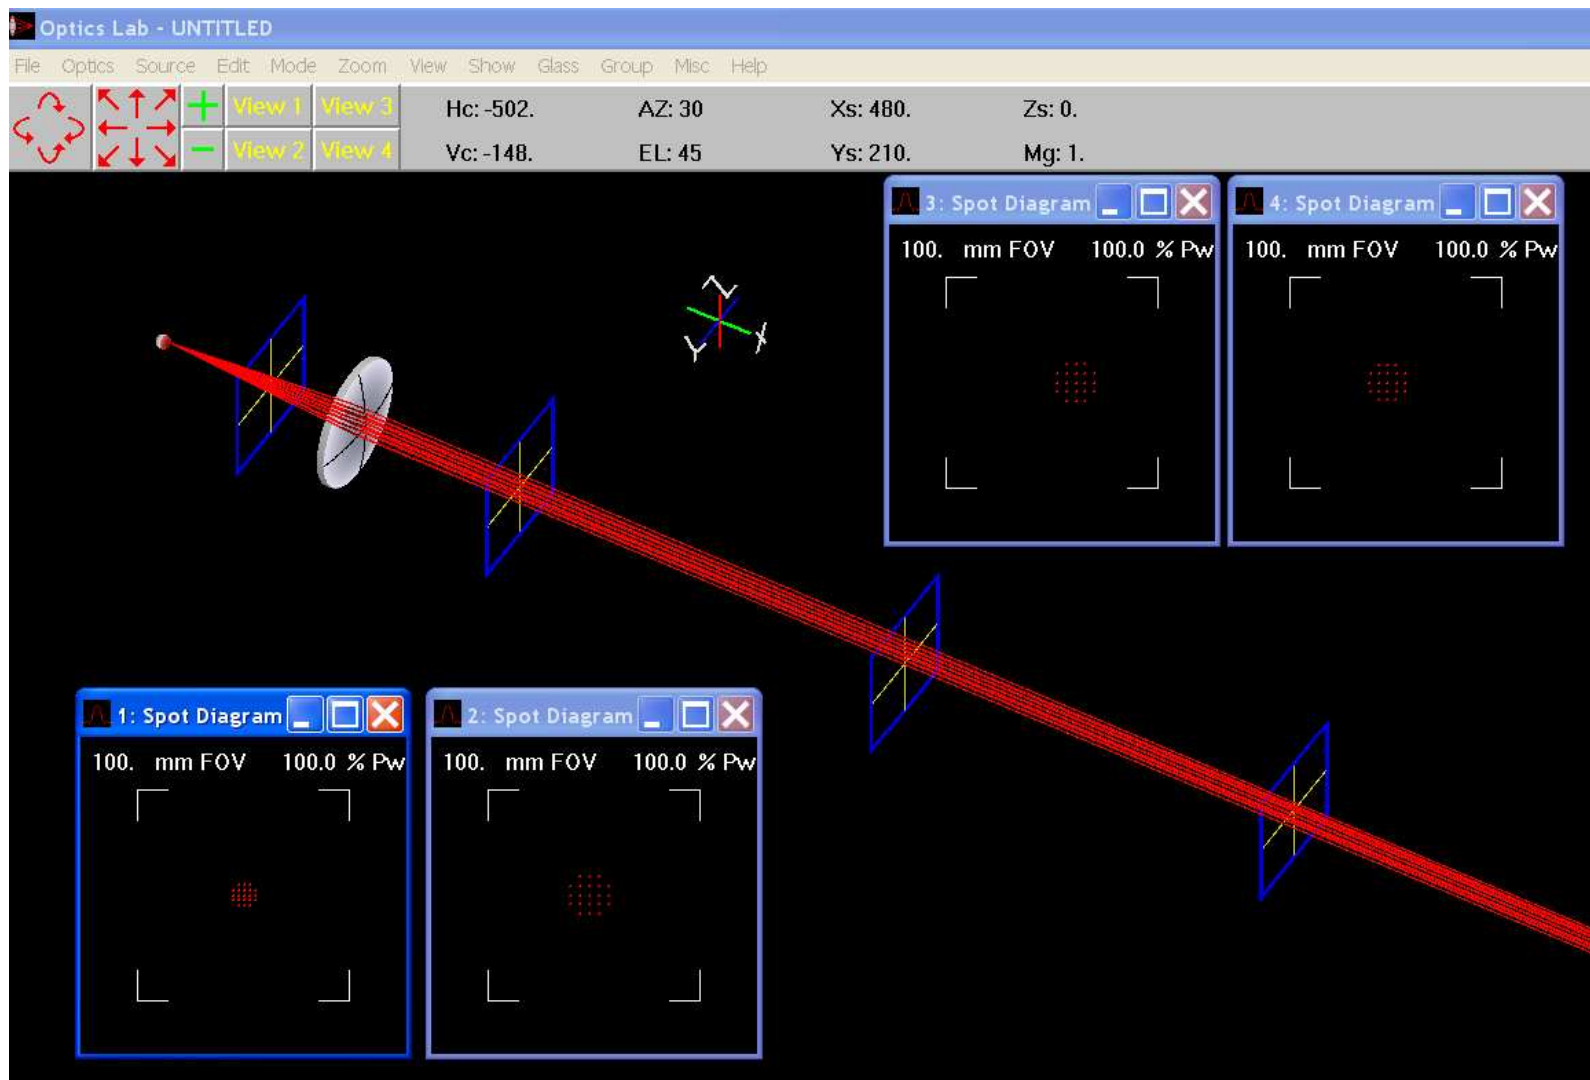 Optics Lab - UNTITLED
File Optics Source Edit Mode Zoom View Show Glass Group Misc Help
View 1 View 3 Hc: -502. AZ: 30 Xs: 480. Zs: 0.
View 2 View 4 Vc: -148. EL: 45 Ys: 210. Mg: 1.
3: Spot Diagram
100. mm FOV 100.0 % Pw
4: Spot Diagram
100. mm FOV 100.0 % Pw
Z
Y X
1: Spot Diagram
100. mm FOV 100.0 % Pw
2: Spot Diagram
100. mm FOV 100.0 % Pw